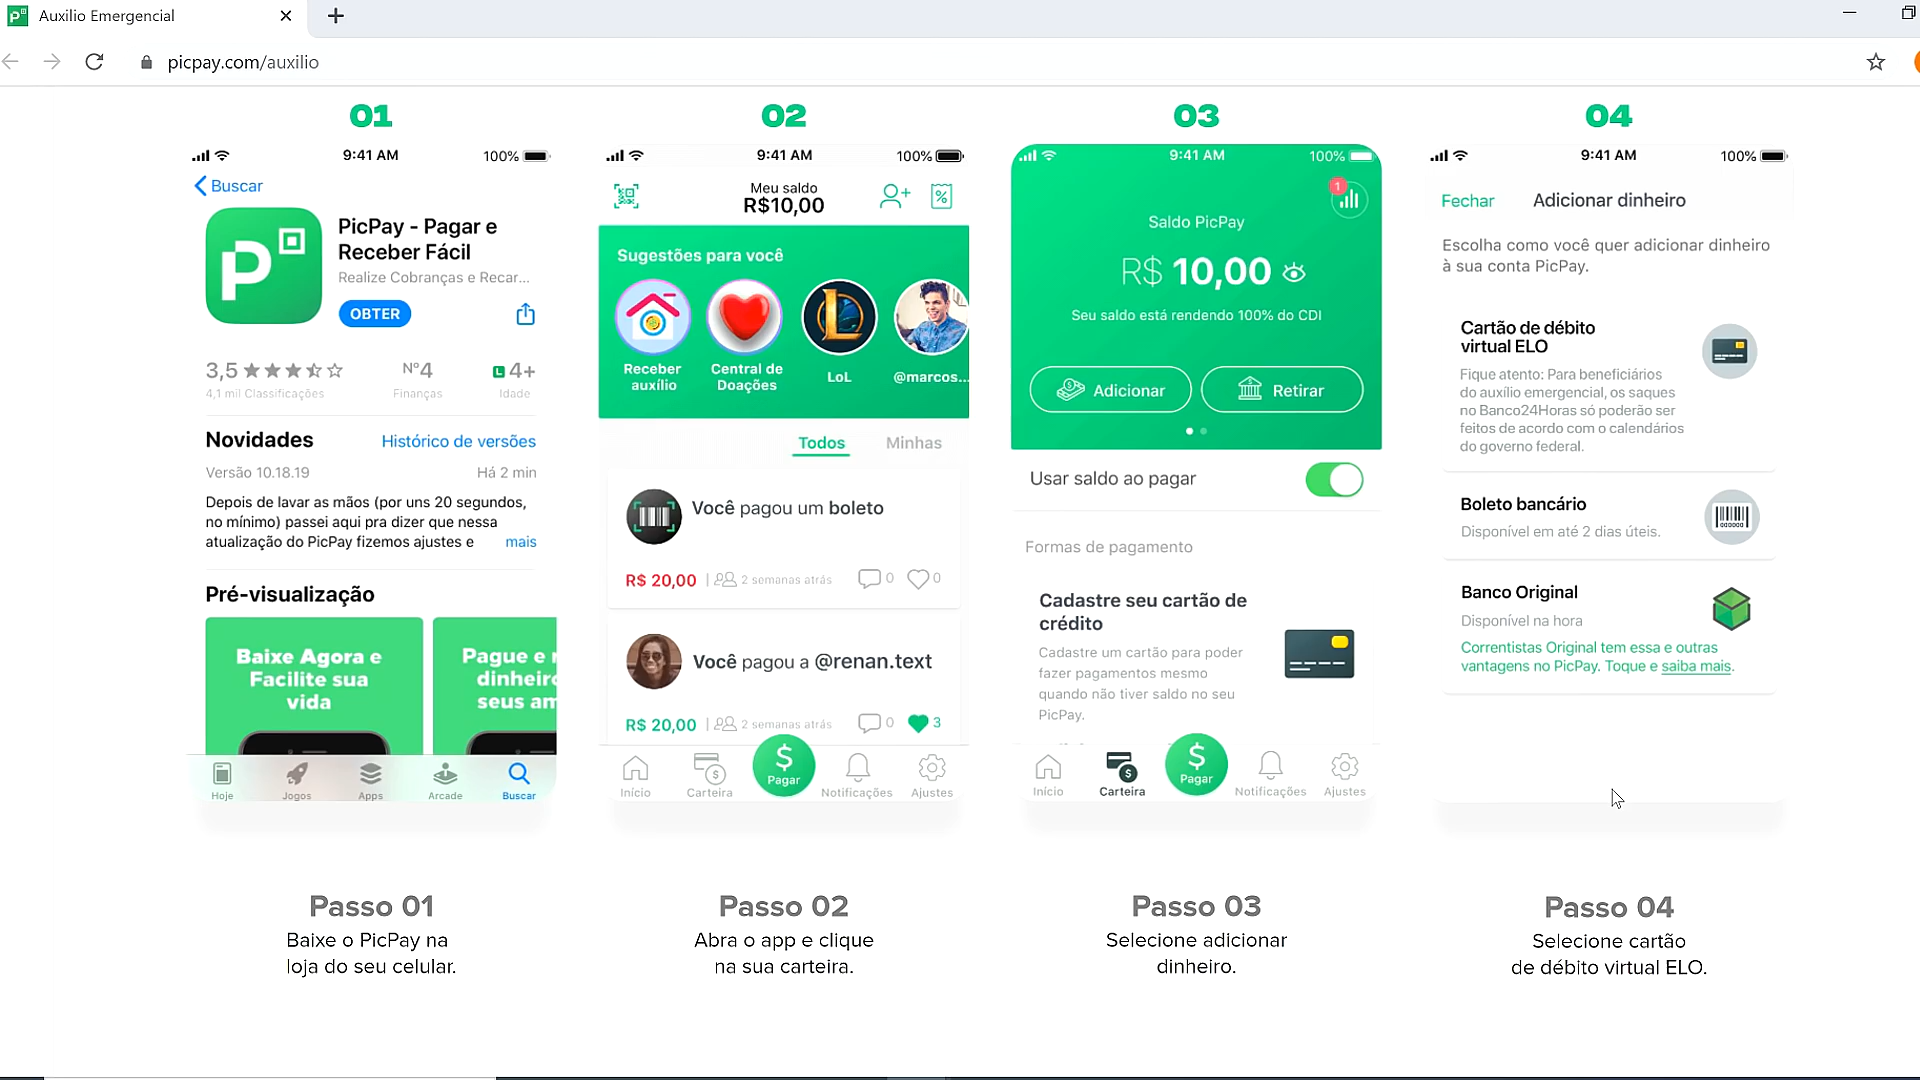 Auxilio Emergencial
picpay.com/auxilio
01
9:41 AM
100%
Buscar
PicPay - Pagar e
Receber Fácil
Realize Cobranças e Recar...
OBTER
3,5
4,1 mil Classificações
Nº4
Finanças
L 4+
Idade
Novidades
Histórico de versões
Versão 10.18.19
Há 2 min
Depois de lavar as mãos (por uns 20 segundos,
no mínimo) passei aqui pra dizer que nessa
atualização do PicPay fizemos ajustes e
mais
Pré-visualização
Baixe Agora e
Facilite sua
vida
Pague e r
dinheiro
seus am
Hoje
Jogos
Apps
Arcade
Buscar
Passo 01
Baixe o PicPay na
loja do seu celular.
02
9:41 AM
100%
Meu saldo
R$10,00
Sugestões para você
Receber
auxílio
Central de
Doações
LoL
@marcos...
Todos
Minhas
Você pagou um boleto
R$ 20,00 | 2 semanas atrás 0 0
Você pagou a @renan.text
R$ 20,00 | 2 semanas atrás 0 3
Início
Carteira
$
Pagar
Notificações
Ajustes
Passo 02
Abra o app e clique
na sua carteira.
03
9:41 AM
100%
1
Saldo PicPay
R$ 10,00
Seu saldo está rendendo 100% do CDI
Adicionar
Retirar
Usar saldo ao pagar
Formas de pagamento
Cadastre seu cartão de
crédito
Cadastre um cartão para poder
fazer pagamentos mesmo
quando não tiver saldo no seu
PicPay.
Início
Carteira
$
Pagar
Notificações
Ajustes
Passo 03
Selecione adicionar
dinheiro.
04
9:41 AM
100%
Fechar
Adicionar dinheiro
Escolha como você quer adicionar dinheiro
à sua conta PicPay.
Cartão de débito
virtual ELO
Fique atento: Para beneficiários
do auxílio emergencial, os saques
no Banco24Horas só poderão ser
feitos de acordo com o calendários
do governo federal.
Boleto bancário
Disponível em até 2 dias úteis.
000000
Banco Original
Disponível na hora
Correntistas Original tem essa e outras
vantagens no PicPay. Toque e saiba mais.
Passo 04
Selecione cartão
de débito virtual ELO.